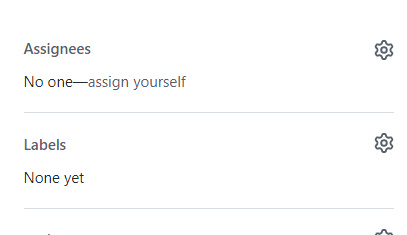 Assignees
No one—assign yourself
Labels
None yet